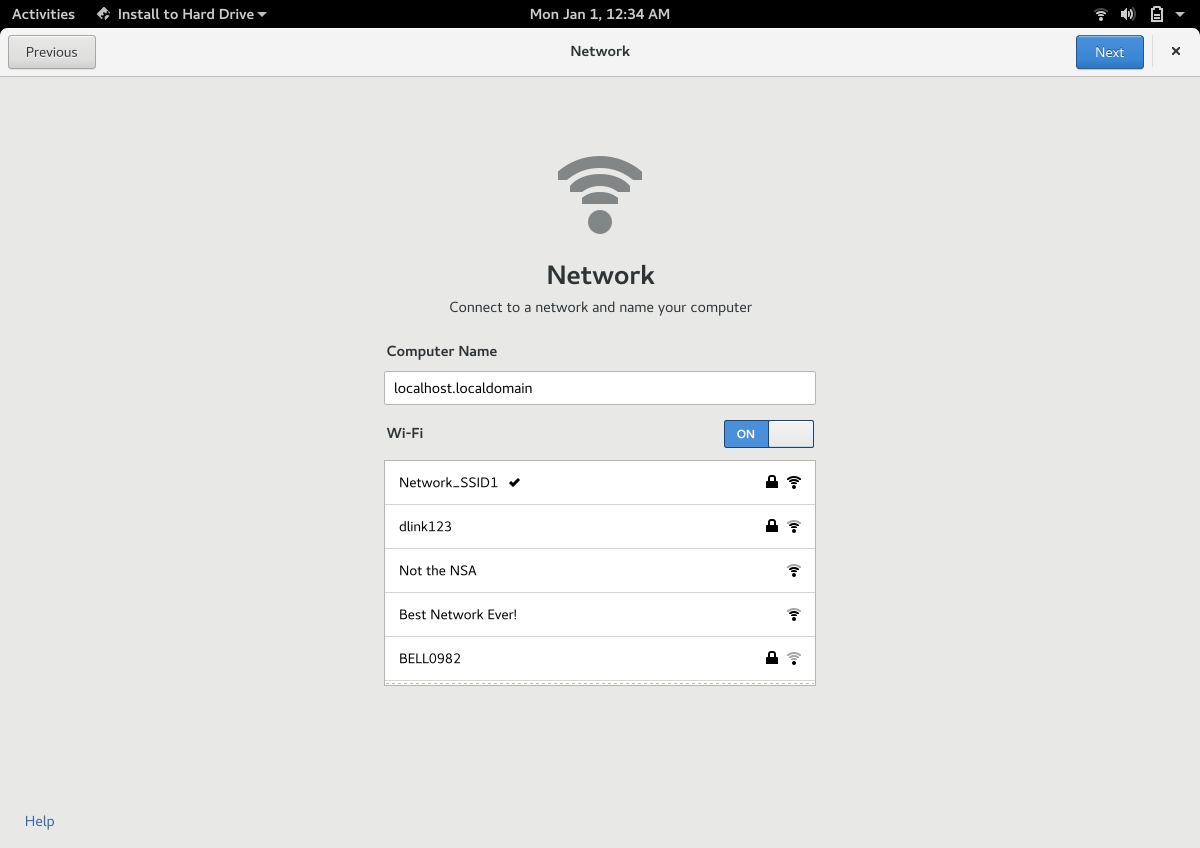 Activities Install to Hard Drive Mon Jan 1, 12:34 AM
Previous Network Next
Network
Connect to a network and name your computer
Computer Name
localhost.localdomain
Wi-Fi ON
Network_SSID1
dlink123
Not the NSA
Best Network Ever!
BELL0982
Help